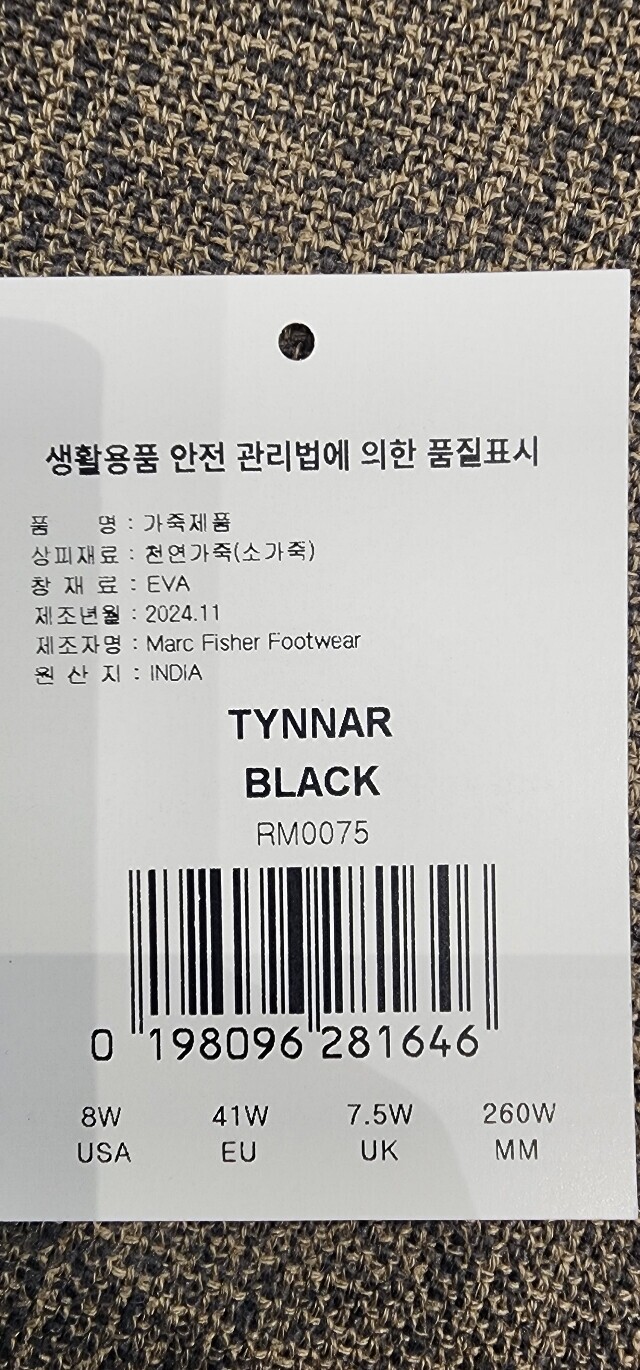 생활용품 안전 관리법에 의한 품질표시
품 명 : 가죽제품
상피재료 : 천연가죽(소가죽)
창 재 료 : EVA
제조년월 : 2024.11
제조자명 : Marc Fisher Footwear
원 산 지 : INDIA
TYNNAR
BLACK
RM0075
0 198096 281646
8W 41W 7.5W 260W
USA EU UK MM